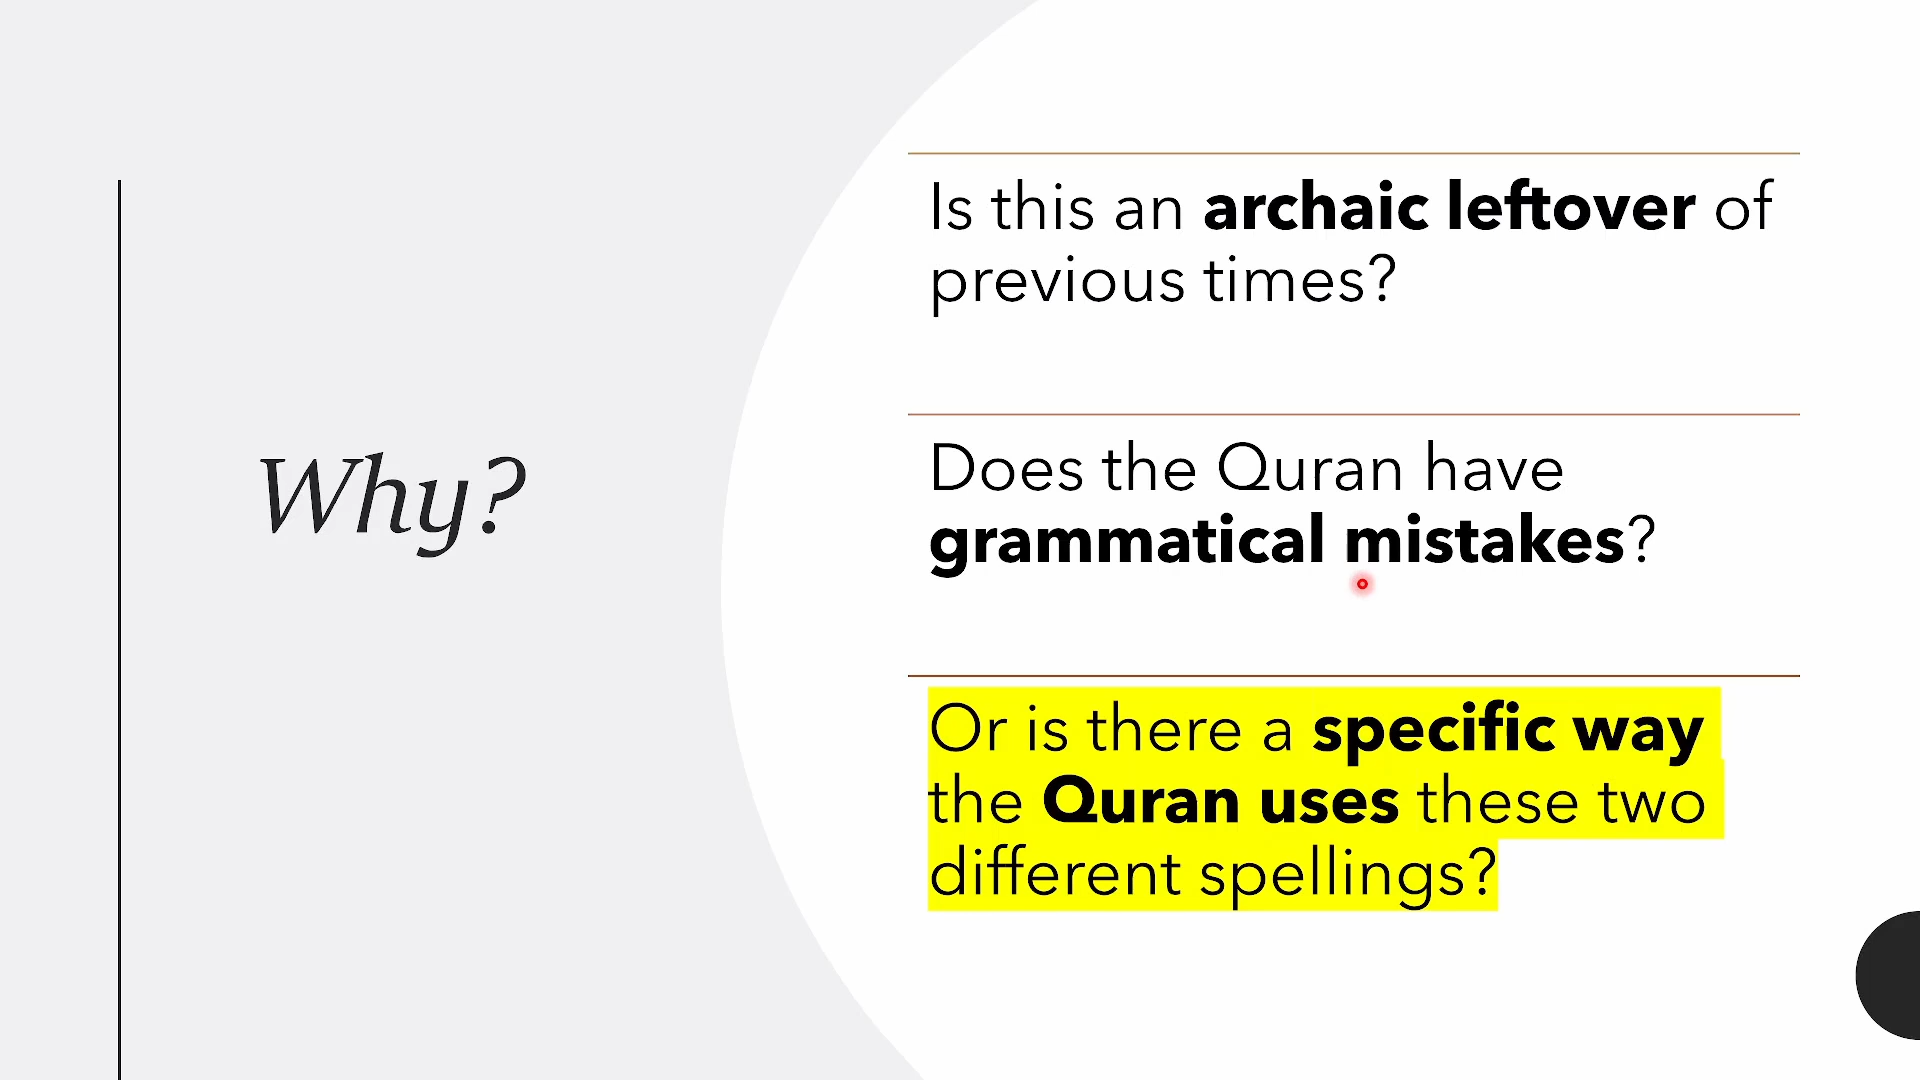 Why?
Is this an archaic leftover of
previous times?
Does the Quran have
grammatical mistakes?
Or is there a specific way
the Quran uses these two
different spellings?